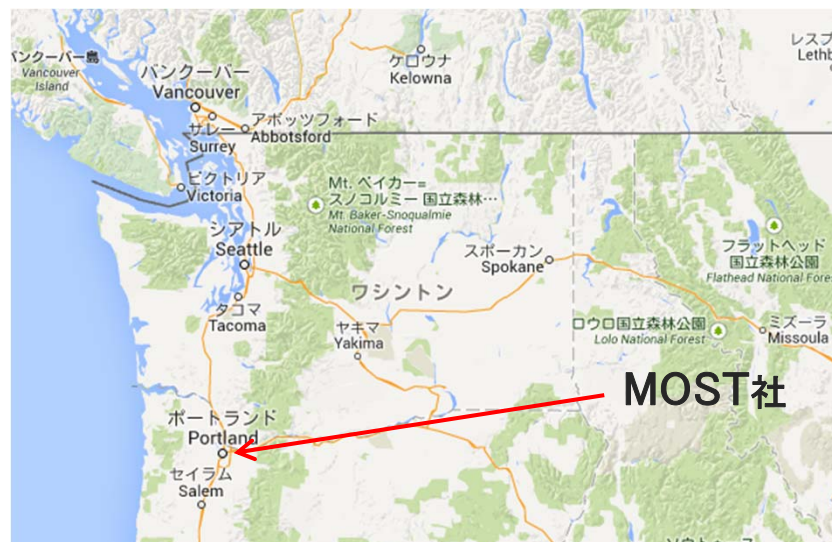 バンクーバー島
Vancouver
Island
バンクーバー
Vancouver
サレー
Surrey
アボッツフォード
Abbotsford
ケロウナ
Kelowna
ビクトリア
Victoria
Mt. ベイカー=
スノコルミー 国立森林…
Mt. Baker-Snoqualmie
National Forest
シアトル
Seattle
スポーカン
Spokane
フラットヘッド
国立森林公園
Flathead National Fores
ワシントン
タコマ
Tacoma
ヤキマ
Yakima
ロウロ国立森林公園
Lolo National Forest
ミズーラ
Missoula
MOST社
ポートランド
Portland
セイラム
Salem